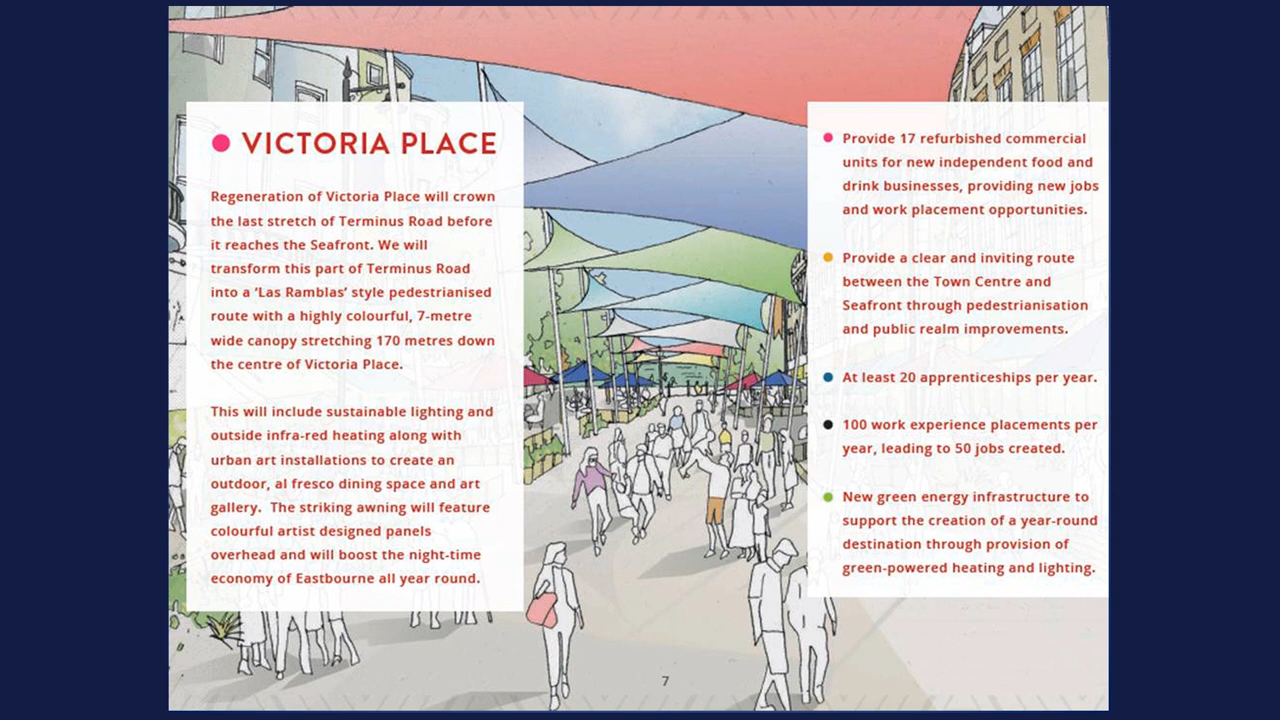 VICTORIA PLACE
Regeneration of Victoria Place will crown
the last stretch of Terminus Road before
it reaches the Seafront. We will
transform this part of Terminus Road
into a ‘Las Ramblas’ style pedestrianised
route with a highly colourful, 7-metre
wide canopy stretching 170 metres down
the centre of Victoria Place.
This will include sustainable lighting and
outside infra-red heating along with
urban art installations to create an
outdoor, al fresco dining space and art
gallery.  The striking awning will feature
colourful artist designed panels
overhead and will boost the night-time
economy of Eastbourne all year round.
Provide 17 refurbished commercial
units for new independent food and
drink businesses, providing new jobs
and work placement opportunities.
Provide a clear and inviting route
between the Town Centre and
Seafront through pedestrianisation
and public realm improvements.
At least 20 apprenticeships per year.
100 work experience placements per
year, leading to 50 jobs created.
New green energy infrastructure to
support the creation of a year-round
destination through provision of
green-powered heating and lighting.
7